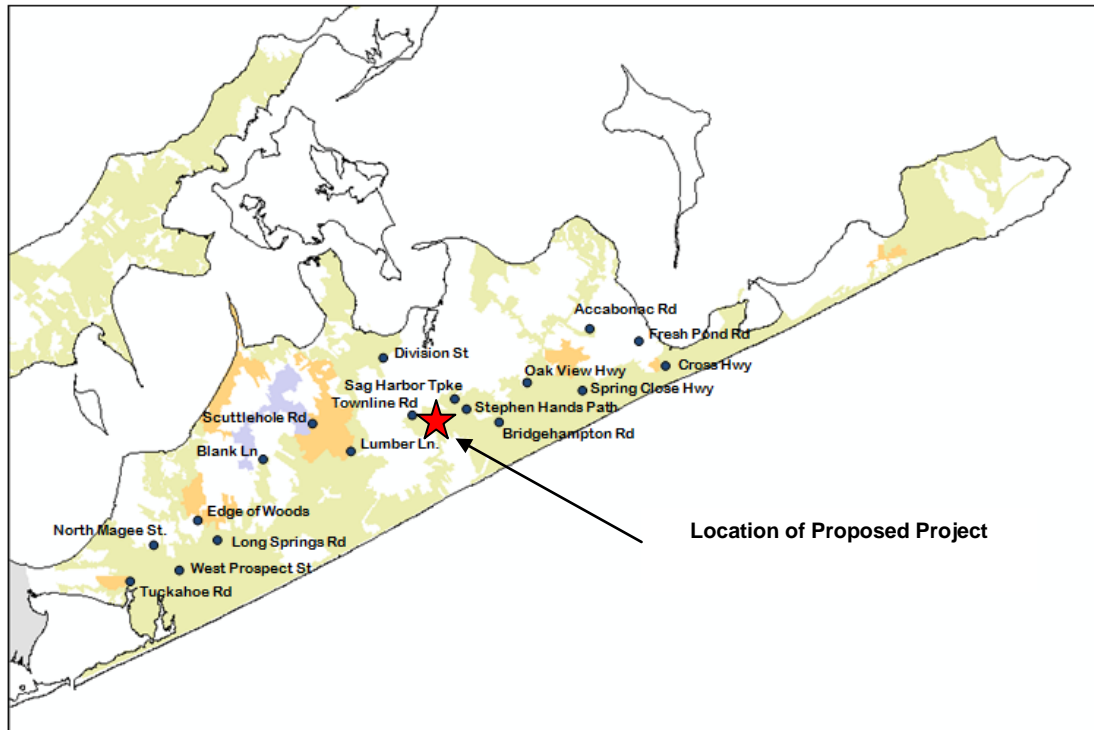 Accabonac Rd
Fresh Pond Rd
Division St
Cross Hwy
Oak View Hwy
Sag Harbor Tpke
Spring Close Hwy
Townline Rd
Stephen Hands Path
Scuttlehole Rd
Bridgehampton Rd
Lumber Ln.
Blank Ln
Edge of Woods
North Magee St.
Location of Proposed Project
Long Springs Rd
West Prospect St
Tuckahoe Rd